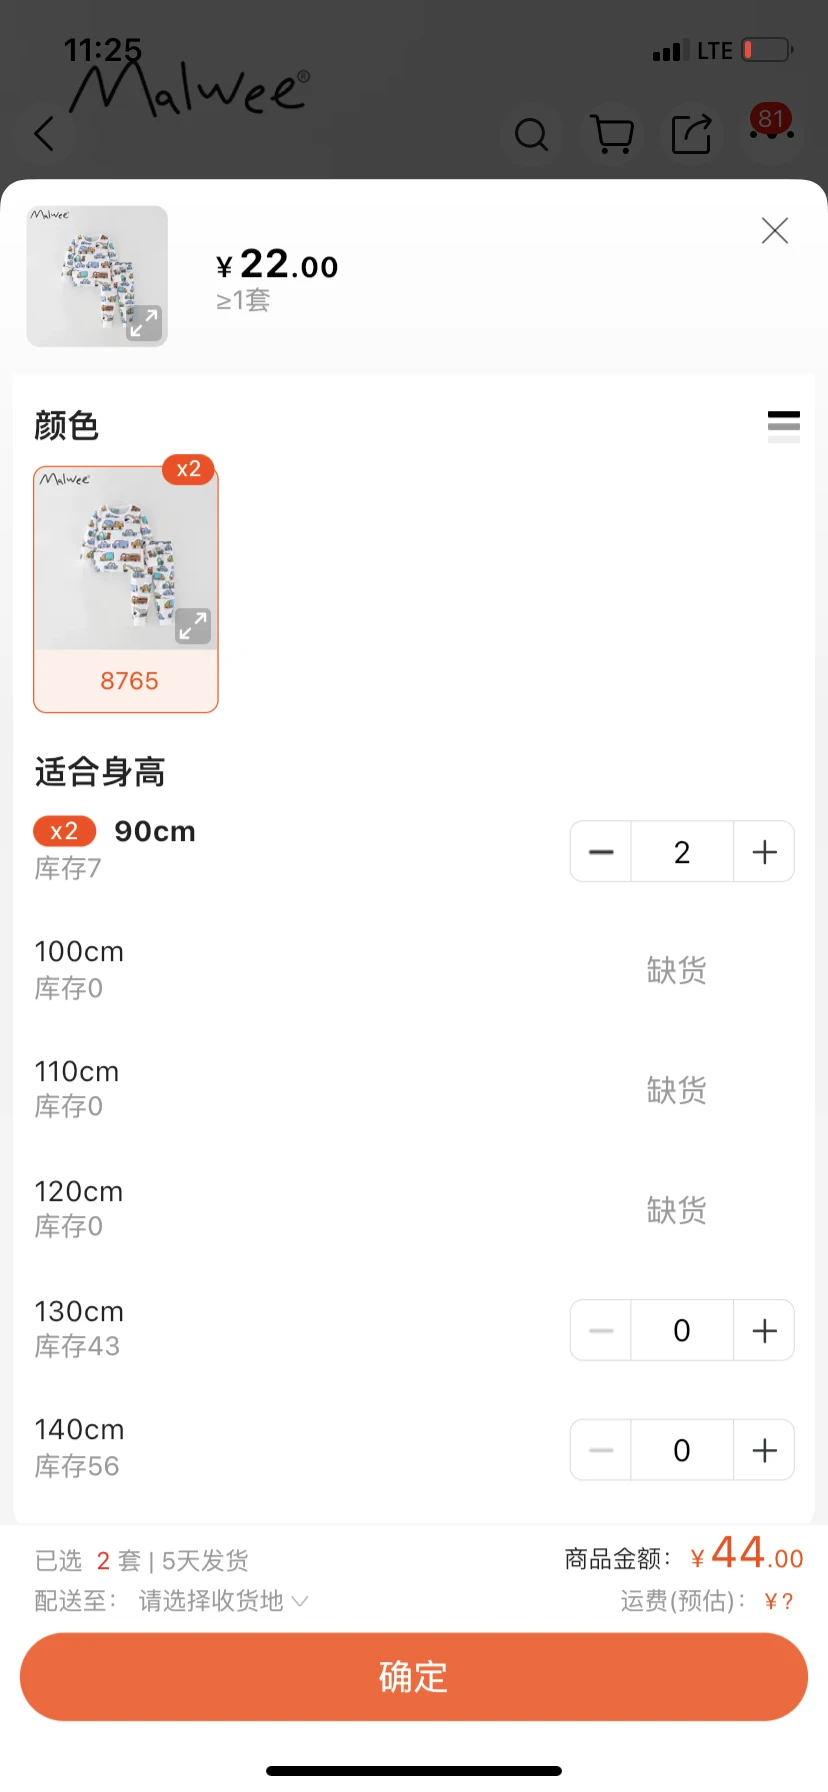 11:25
LTE
Malwee®
81
Malwee
¥22.00
≥1套
颜色
x2
Malwee
8765
适合身高
x2 90cm
库存7
2
100cm
库存0
缺货
110cm
库存0
缺货
120cm
库存0
缺货
130cm
库存43
0
140cm
库存56
0
已选 2 套 | 5天发货
商品金额: ¥44.00
配送至: 请选择收货地
运费(预估): ¥?
确定